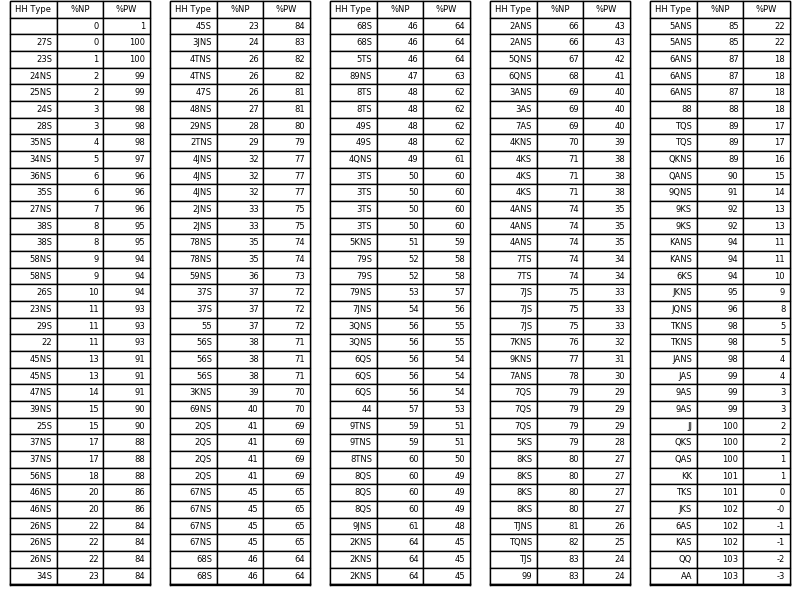 HH Type %NP %PW HH Type %NP %PW HH Type %NP %PW HH Type %NP %PW HH Type %NP %PW
0 1 45S 23 84 68S 46 64 2ANS 66 43 5ANS 85 22
27S 0 100 3JNS 24 83 68S 46 64 2ANS 66 43 5ANS 85 22
23S 1 100 4TNS 26 82 5TS 46 64 5QNS 67 42 6ANS 87 18
24NS 2 99 4TNS 26 82 89NS 47 63 6QNS 68 41 6ANS 87 18
25NS 2 99 47S 26 81 8TS 48 62 3ANS 69 40 6ANS 87 18
24S 3 98 48NS 27 81 8TS 48 62 3AS 69 40 88 88 18
28S 3 98 29NS 28 80 49S 48 62 7AS 69 40 TQS 89 17
35NS 4 98 2TNS 29 79 49S 48 62 4KNS 70 39 TQS 89 17
34NS 5 97 4JNS 32 77 4QNS 49 61 4KS 71 38 QKNS 89 16
36NS 6 96 4JNS 32 77 3TS 50 60 4KS 71 38 QANS 90 15
35S 6 96 4JNS 32 77 3TS 50 60 4KS 71 38 9QNS 91 14
27NS 7 96 2JNS 33 75 3TS 50 60 4ANS 74 35 9KS 92 13
38S 8 95 2JNS 33 75 3TS 50 60 4ANS 74 35 9KS 92 13
38S 8 95 78NS 35 74 5KNS 51 59 4ANS 74 35 KANS 94 11
58NS 9 94 78NS 35 74 79S 52 58 7TS 74 34 KANS 94 11
58NS 9 94 59NS 36 73 79S 52 58 7TS 74 34 6KS 94 10
26S 10 94 37S 37 72 79NS 53 57 7JS 75 33 JKNS 95 9
23NS 11 93 37S 37 72 7JNS 54 56 7JS 75 33 JQNS 96 8
29S 11 93 55 37 72 3QNS 56 55 7JS 75 33 TKNS 98 5
22 11 93 56S 38 71 3QNS 56 55 7KNS 76 32 TKNS 98 5
45NS 13 91 56S 38 71 6QS 56 54 9KNS 77 31 JANS 98 4
45NS 13 91 56S 38 71 6QS 56 54 7ANS 78 30 JAS 99 4
47NS 14 91 3KNS 39 70 6QS 56 54 7QS 79 29 9AS 99 3
39NS 15 90 69NS 40 70 44 57 53 7QS 79 29 9AS 99 3
25S 15 90 2QS 41 69 9TNS 59 51 7QS 79 29 JJ 100 2
37NS 17 88 2QS 41 69 9TNS 59 51 5KS 79 28 QKS 100 2
37NS 17 88 2QS 41 69 8TNS 60 50 8KS 80 27 QAS 100 1
56NS 18 88 2QS 41 69 8QS 60 49 8KS 80 27 KK 101 1
46NS 20 86 67NS 45 65 8QS 60 49 8KS 80 27 TKS 101 0
46NS 20 86 67NS 45 65 8QS 60 49 8KS 80 27 JKS 102 -0
26NS 22 84 67NS 45 65 9JNS 61 48 TJNS 81 26 6AS 102 -1
26NS 22 84 67NS 45 65 2KNS 64 45 TQNS 82 25 KAS 102 -1
26NS 22 84 68S 46 64 2KNS 64 45 TJS 83 24 QQ 103 -2
34S 23 84 68S 46 64 2KNS 64 45 99 83 24 AA 103 -3